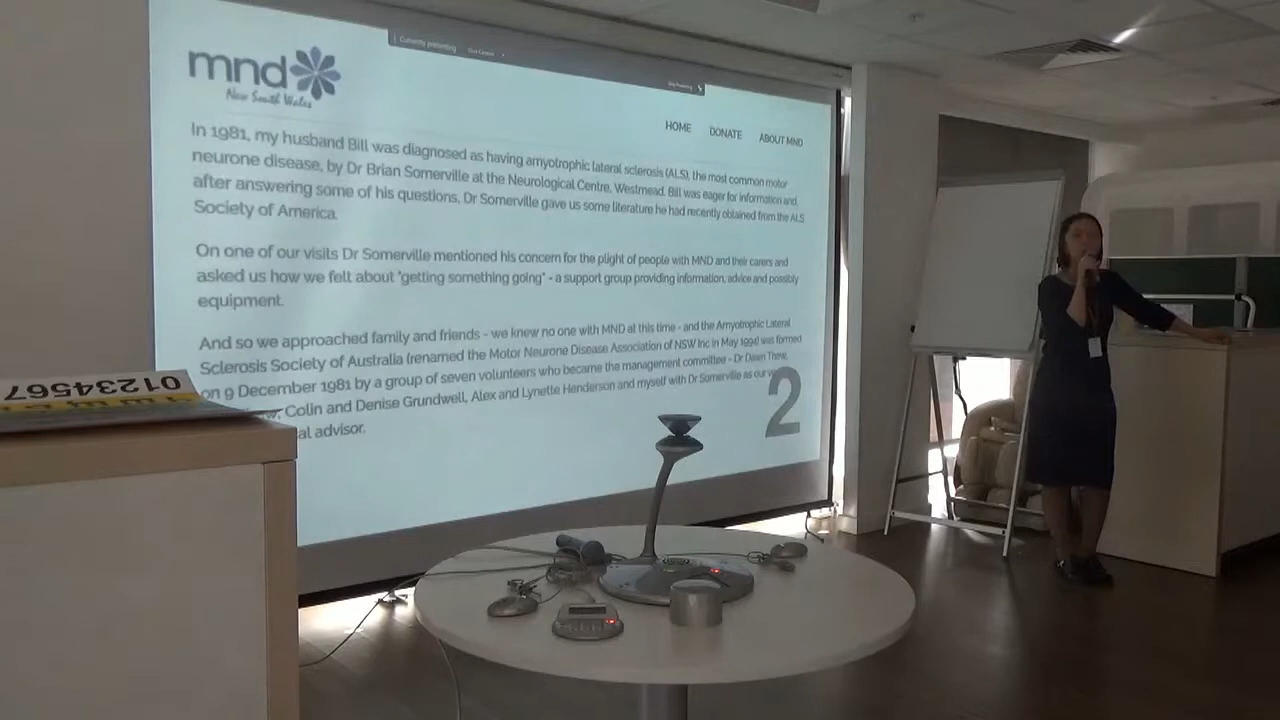 Currently presenting
Stop Presenting
mnd
New South Wales
HOME DONATE ABOUT MND
In 1981, my husband Bill was diagnosed as having amyotrophic lateral sclerosis (ALS), the most common motor
neurone disease, by Dr Brian Somerville at the Neurological Centre, Westmead. Bill was eager for information and,
after answering some of his questions, Dr Somerville gave us some literature he had recently obtained from the ALS
Society of America.
On one of our visits Dr Somerville mentioned his concern for the plight of people with MND and their carers and
asked us how we felt about "getting something going" - a support group providing information, advice and possibly
equipment.
And so we approached family and friends - we knew no one with MND at this time - and the Amyotrophic Lateral
Sclerosis Society of Australia (renamed the Motor Neurone Disease Association of NSW Inc in May 1994) was formed
on 9 December 1981 by a group of seven volunteers who became the management committee - Dr Dawn Thew,
Colin and Denise Grundwell, Alex and Lynette Henderson and myself with Dr Somerville as our
al advisor.
2
01234567